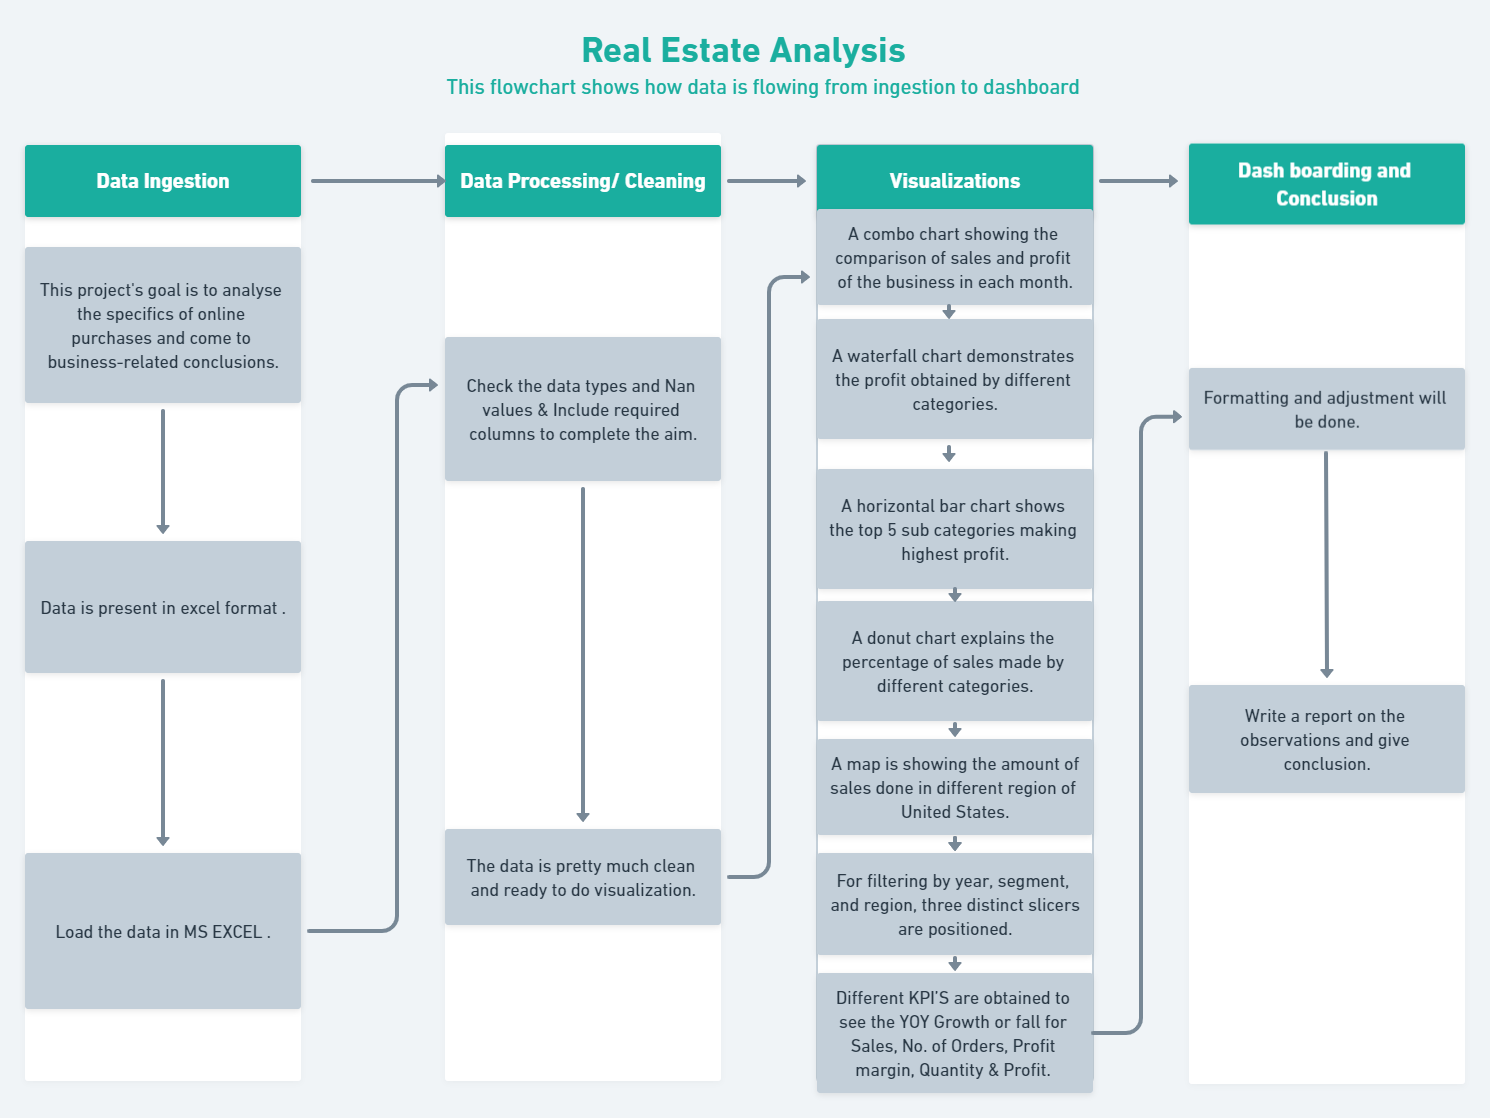 Real Estate Analysis
This flowchart shows how data is flowing from ingestion to dashboard
Data Ingestion
This project's goal is to analyse
the specifics of online
purchases and come to
business-related conclusions.
Data is present in excel format .
Load the data in MS EXCEL .
Data Processing/ Cleaning
Check the data types and Nan
values & Include required
columns to complete the aim.
The data is pretty much clean
and ready to do visualization.
Visualizations
A combo chart showing the
comparison of sales and profit
of the business in each month.
A waterfall chart demonstrates
the profit obtained by different
categories.
A horizontal bar chart shows
the top 5 sub categories making
highest profit.
A donut chart explains the
percentage of sales made by
different categories.
A map is showing the amount of
sales done in different region of
United States.
For filtering by year, segment,
and region, three distinct slicers
are positioned.
Different KPI'S are obtained to
see the YOY Growth or fall for
Sales, No. of Orders, Profit
margin, Quantity & Profit.
Dash boarding and
Conclusion
Formatting and adjustment will
be done.
Write a report on the
observations and give
conclusion.